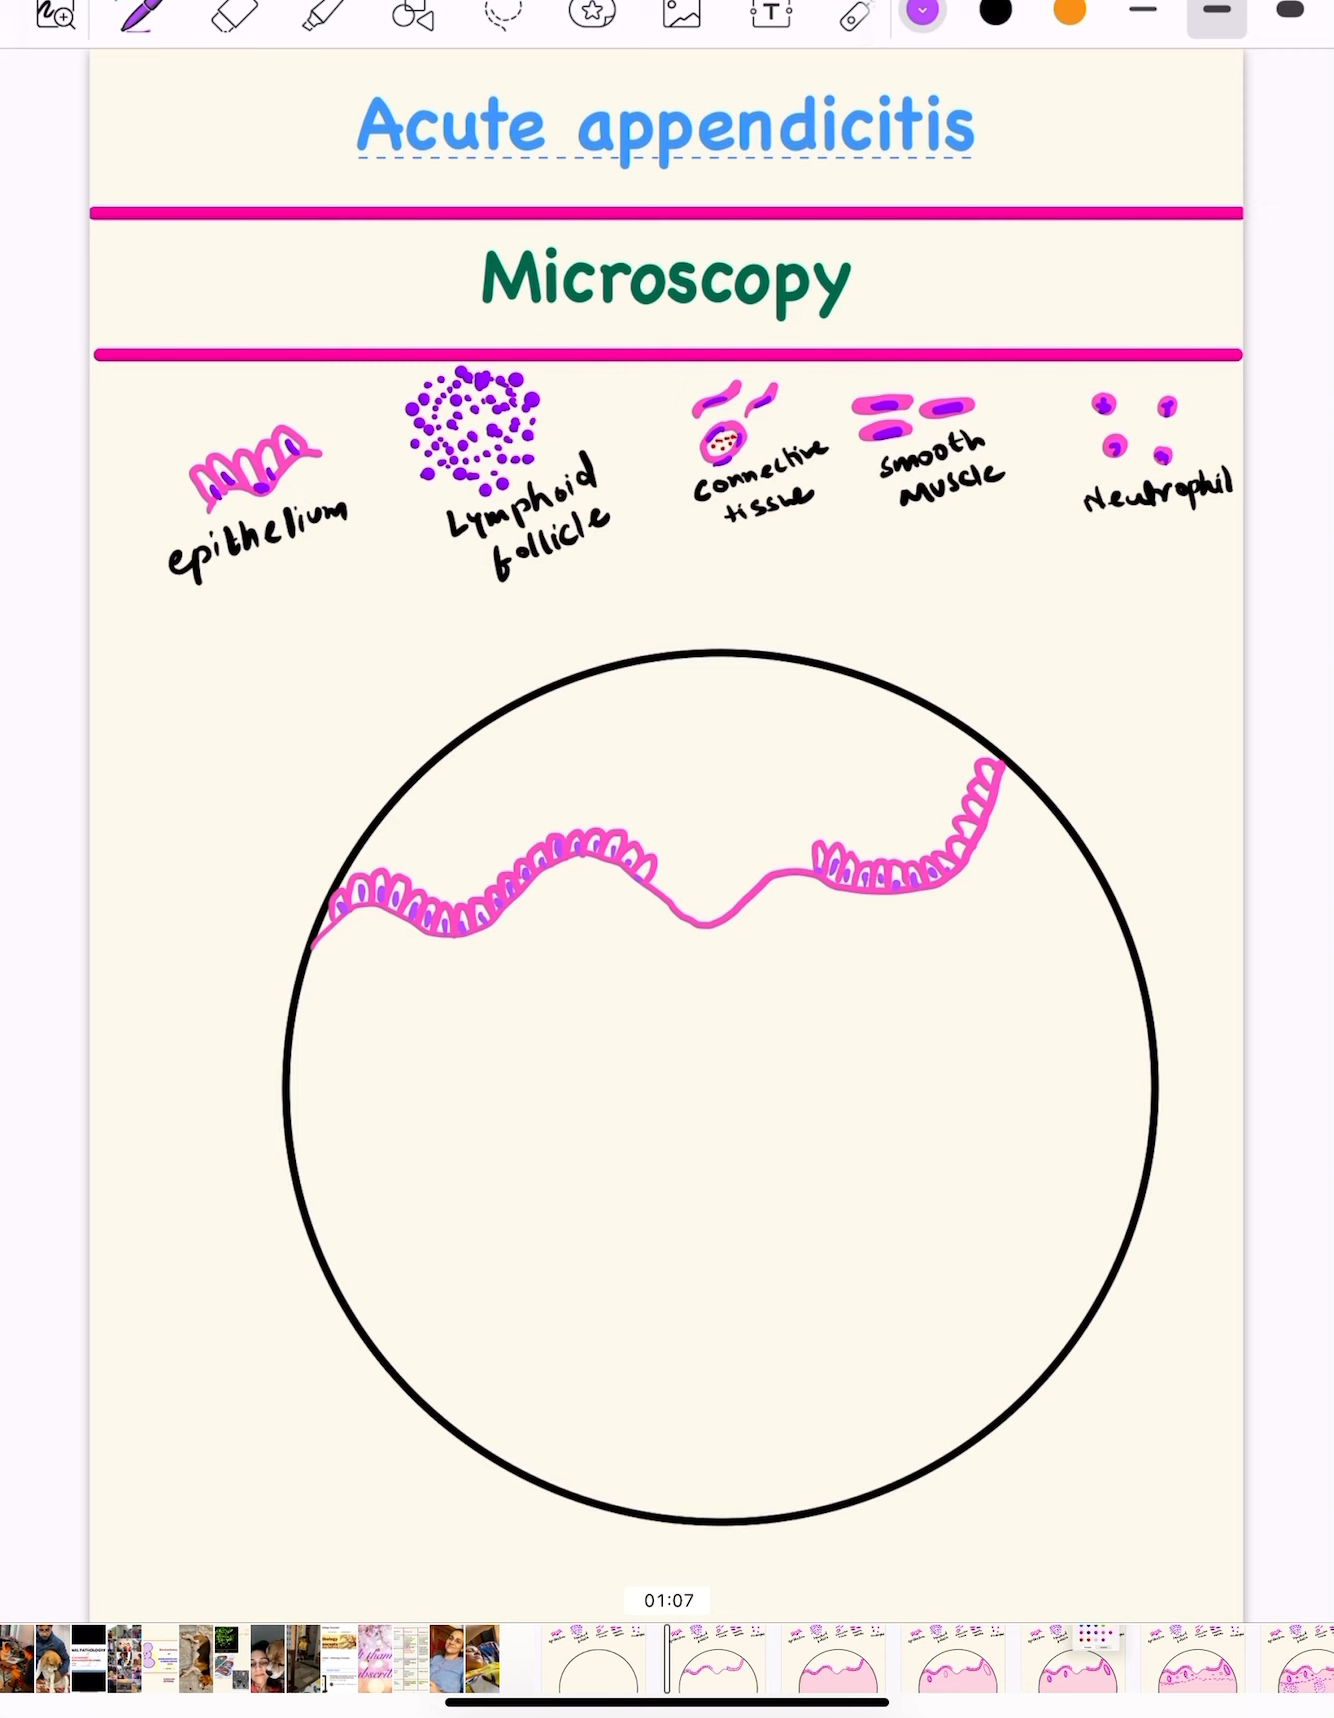 Acute appendicitis
Microscopy
epithelium
Lymphoid
follicle
connective
tissue
smooth
muscle
Neutrophil
01:07